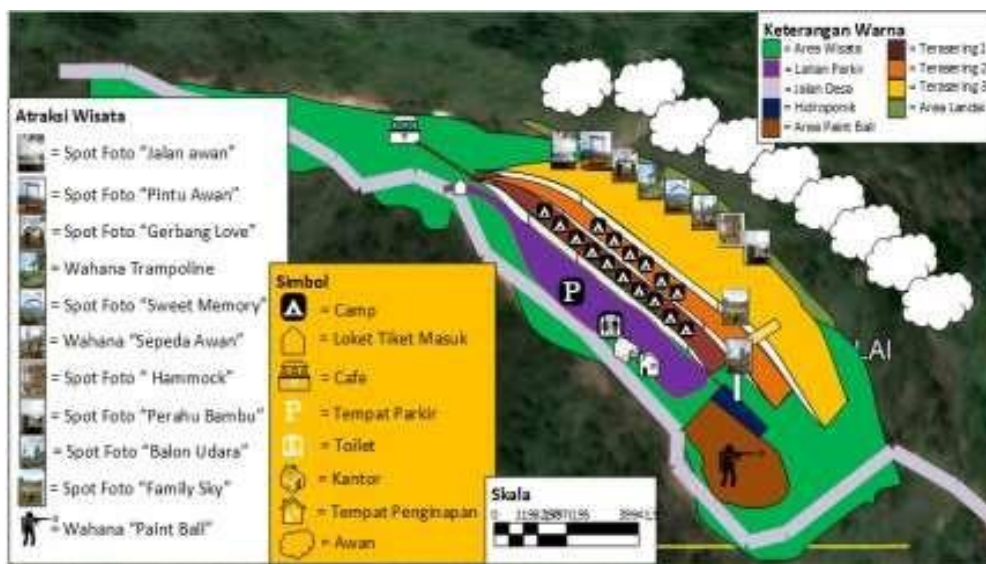 Atraksi Wisata
= Spot Foto "Jalan awan"
= Spot Foto "Pintu Awan"
= Spot Foto "Gerbang Love"
= Wahana Trampoline
= Spot Foto "Sweet Memory"
= Wahana "Sepeda Awan"
= Spot Foto " Hammock"
= Spot Foto "Perahu Bambu"
= Spot Foto "Balon Udara"
= Spot Foto "Family Sky"
= Wahana "Paint Ball"
Simbol
= Camp
= Loket Tiket Masuk
= Cafe
P = Tempat Parkir
= Toilet
= Kantor
= Tempat Penginapan
= Awan
Skala
0
P
LAI
Keterangan Warna
= Area Wisata
= Lahan Parkir
= Jalan Desa
= Hidroponik
= Area Paint Ball
= Terasering 1
= Terasering 2
= Terasering 3
= Area Landai